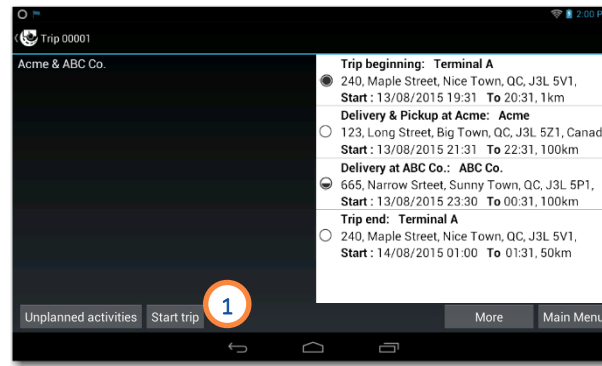 2:00 P
Trip 00001
Acme & ABC Co.
Trip beginning: Terminal A
240, Maple Street, Nice Town, QC, J3L 5V1,
Start : 13/08/2015 19:31 To 20:31, 1km
Delivery & Pickup at Acme: Acme
123, Long Street, Big Town, QC, J3L 5Z1, Canad
Start : 13/08/2015 21:31 To 22:31, 100km
Delivery at ABC Co.: ABC Co.
665, Narrow Srteet, Sunny Town, QC, J3L 5P1,
Start : 13/08/2015 23:30 To 00:31, 100km
Trip end: Terminal A
240, Maple Street, Nice Town, QC, J3L 5V1,
Start : 14/08/2015 01:00 To 01:31, 50km
Unplanned activities Start trip 1 More Main Menu